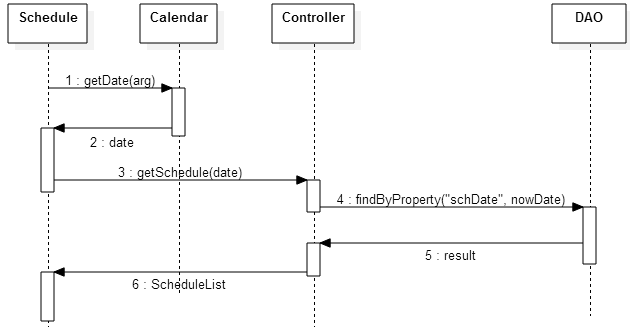 Schedule Calendar Controller DAO
1 : getDate(arg)
2 : date
3 : getSchedule(date)
4 : findByProperty("schDate", nowDate)
5 : result
6 : ScheduleList